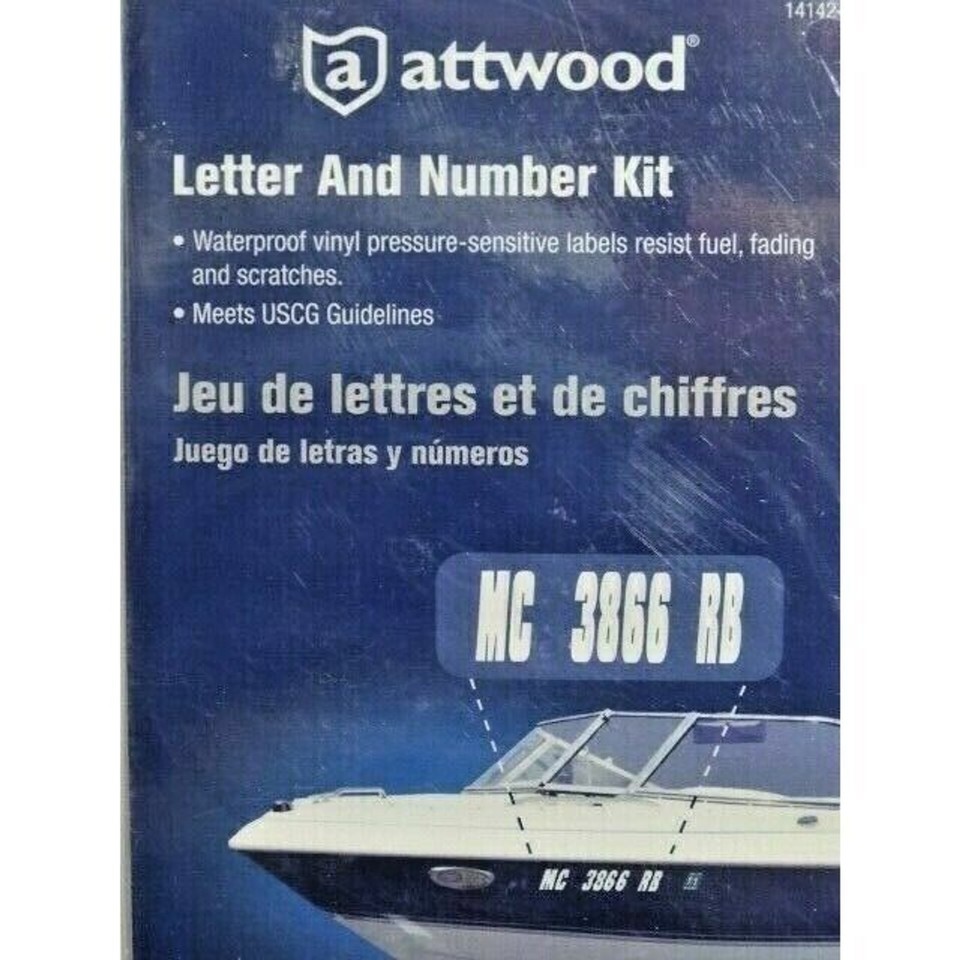 14142
a attwood®
Letter And Number Kit
• Waterproof vinyl pressure-sensitive labels resist fuel, fading
and scratches.
• Meets USCG Guidelines
Jeu de lettres et de chiffres
Juego de letras y números
MC 3866 RB
MC 3866 RB